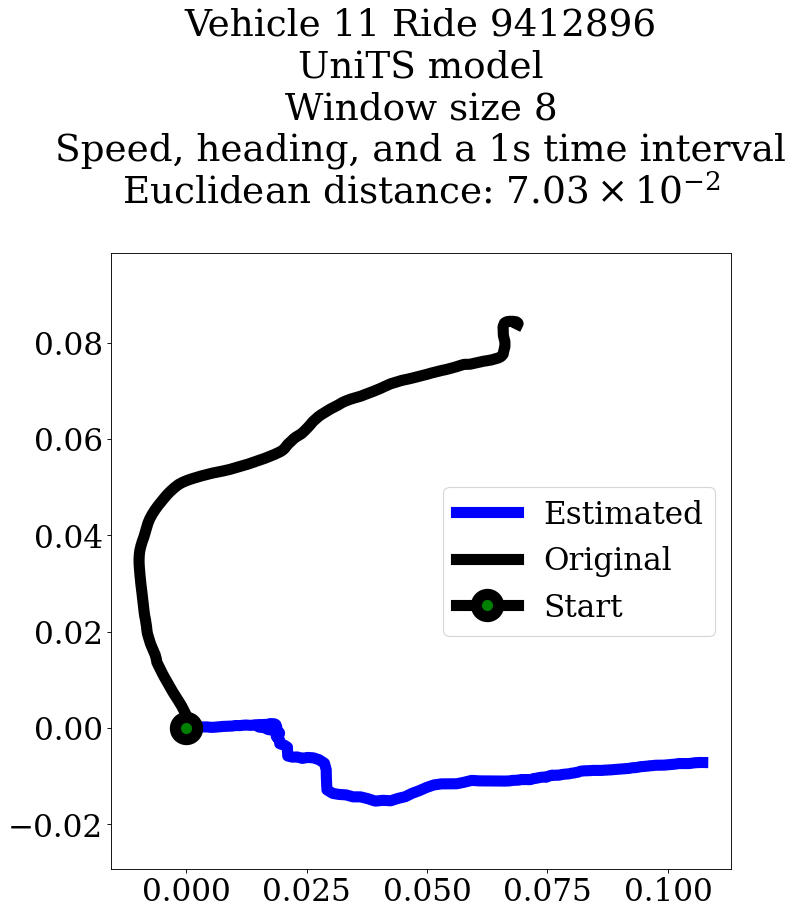 Vehicle 11 Ride 9412896
UniTS model
Window size 8
Speed, heading, and a 1s time interval
Euclidean distance: 7.03 × 10⁻²
0.08
0.06
0.04
0.02
0.00
−0.02
Estimated
Original
Start
0.000 0.025 0.050 0.075 0.100